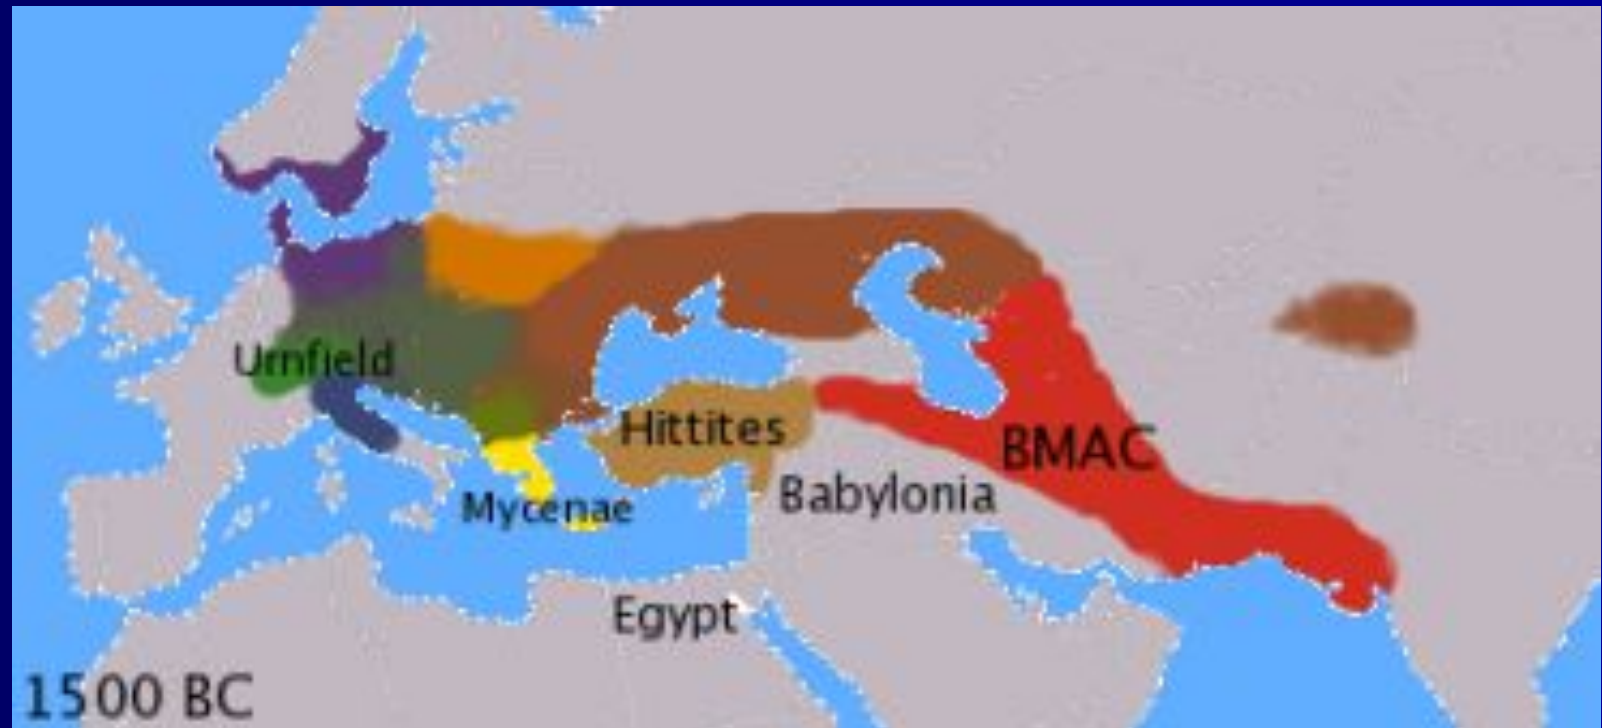 Urnfield
Hittites
BMAC
Mycenae
Babylonia
Egypt
1500 BC